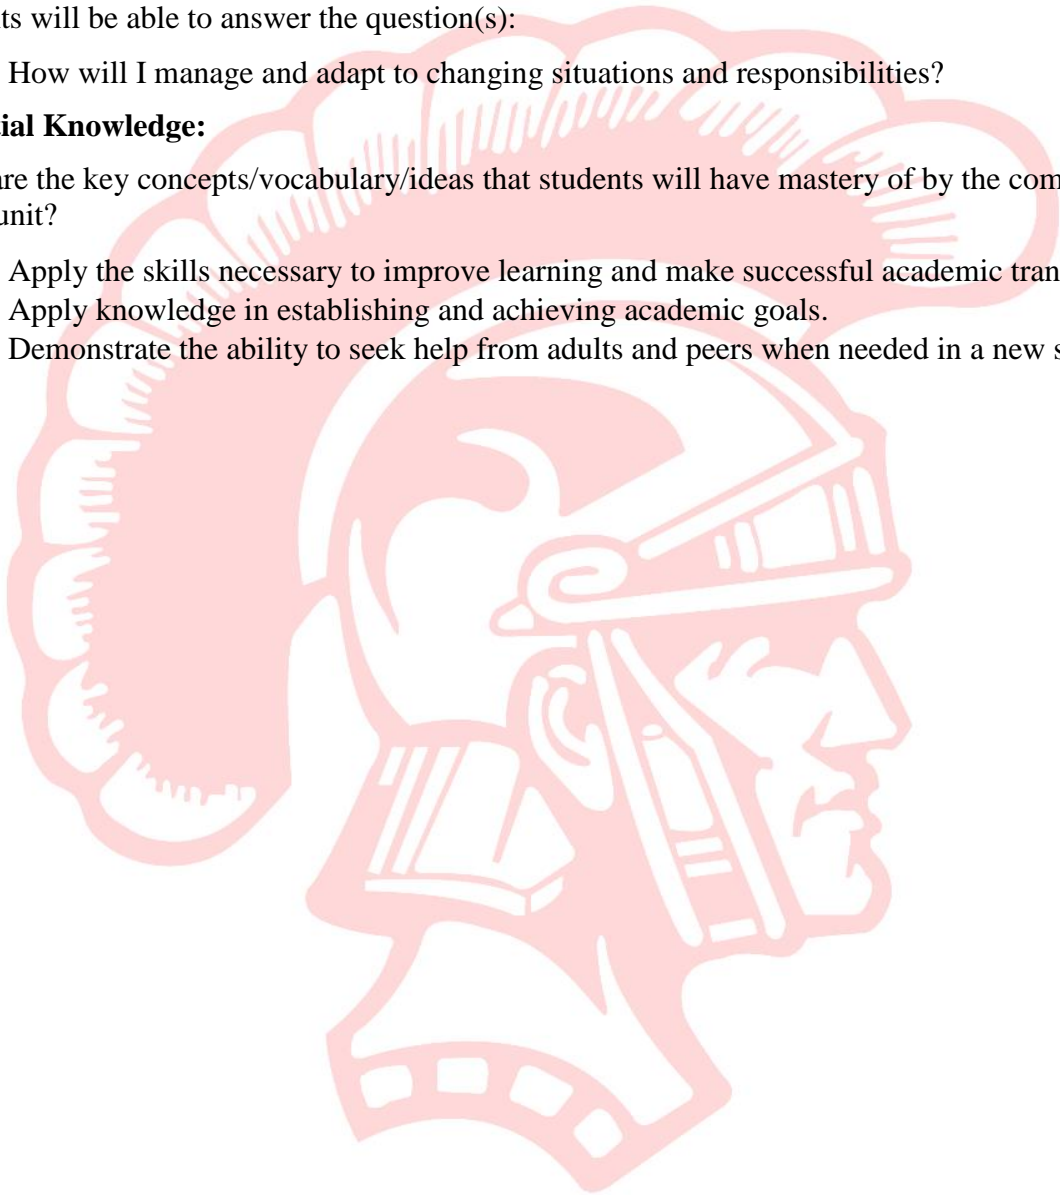 ts will be able to answer the question(s):
How will I manage and adapt to changing situations and responsibilities?
tial Knowledge:
are the key concepts/vocabulary/ideas that students will have mastery of by the com
unit?
Apply the skills necessary to improve learning and make successful academic tran
Apply knowledge in establishing and achieving academic goals.
Demonstrate the ability to seek help from adults and peers when needed in a new s